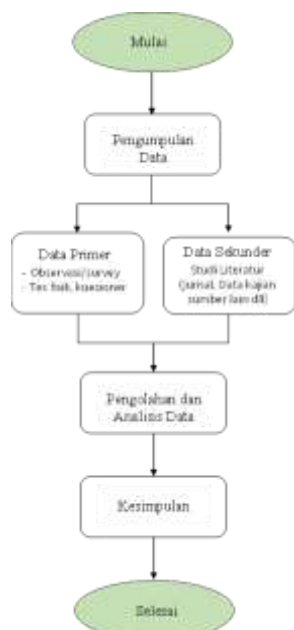 Mulai
Pengumpulan
Data
Data Primer
- Observasi/survey
- Tes fisik, kuesioner
Data Sekunder
Studi Literatur
(Jurnal, Data kajian
sumber lain dll)
Pengolahan dan
Analisis Data
Kesimpulan
Selesai